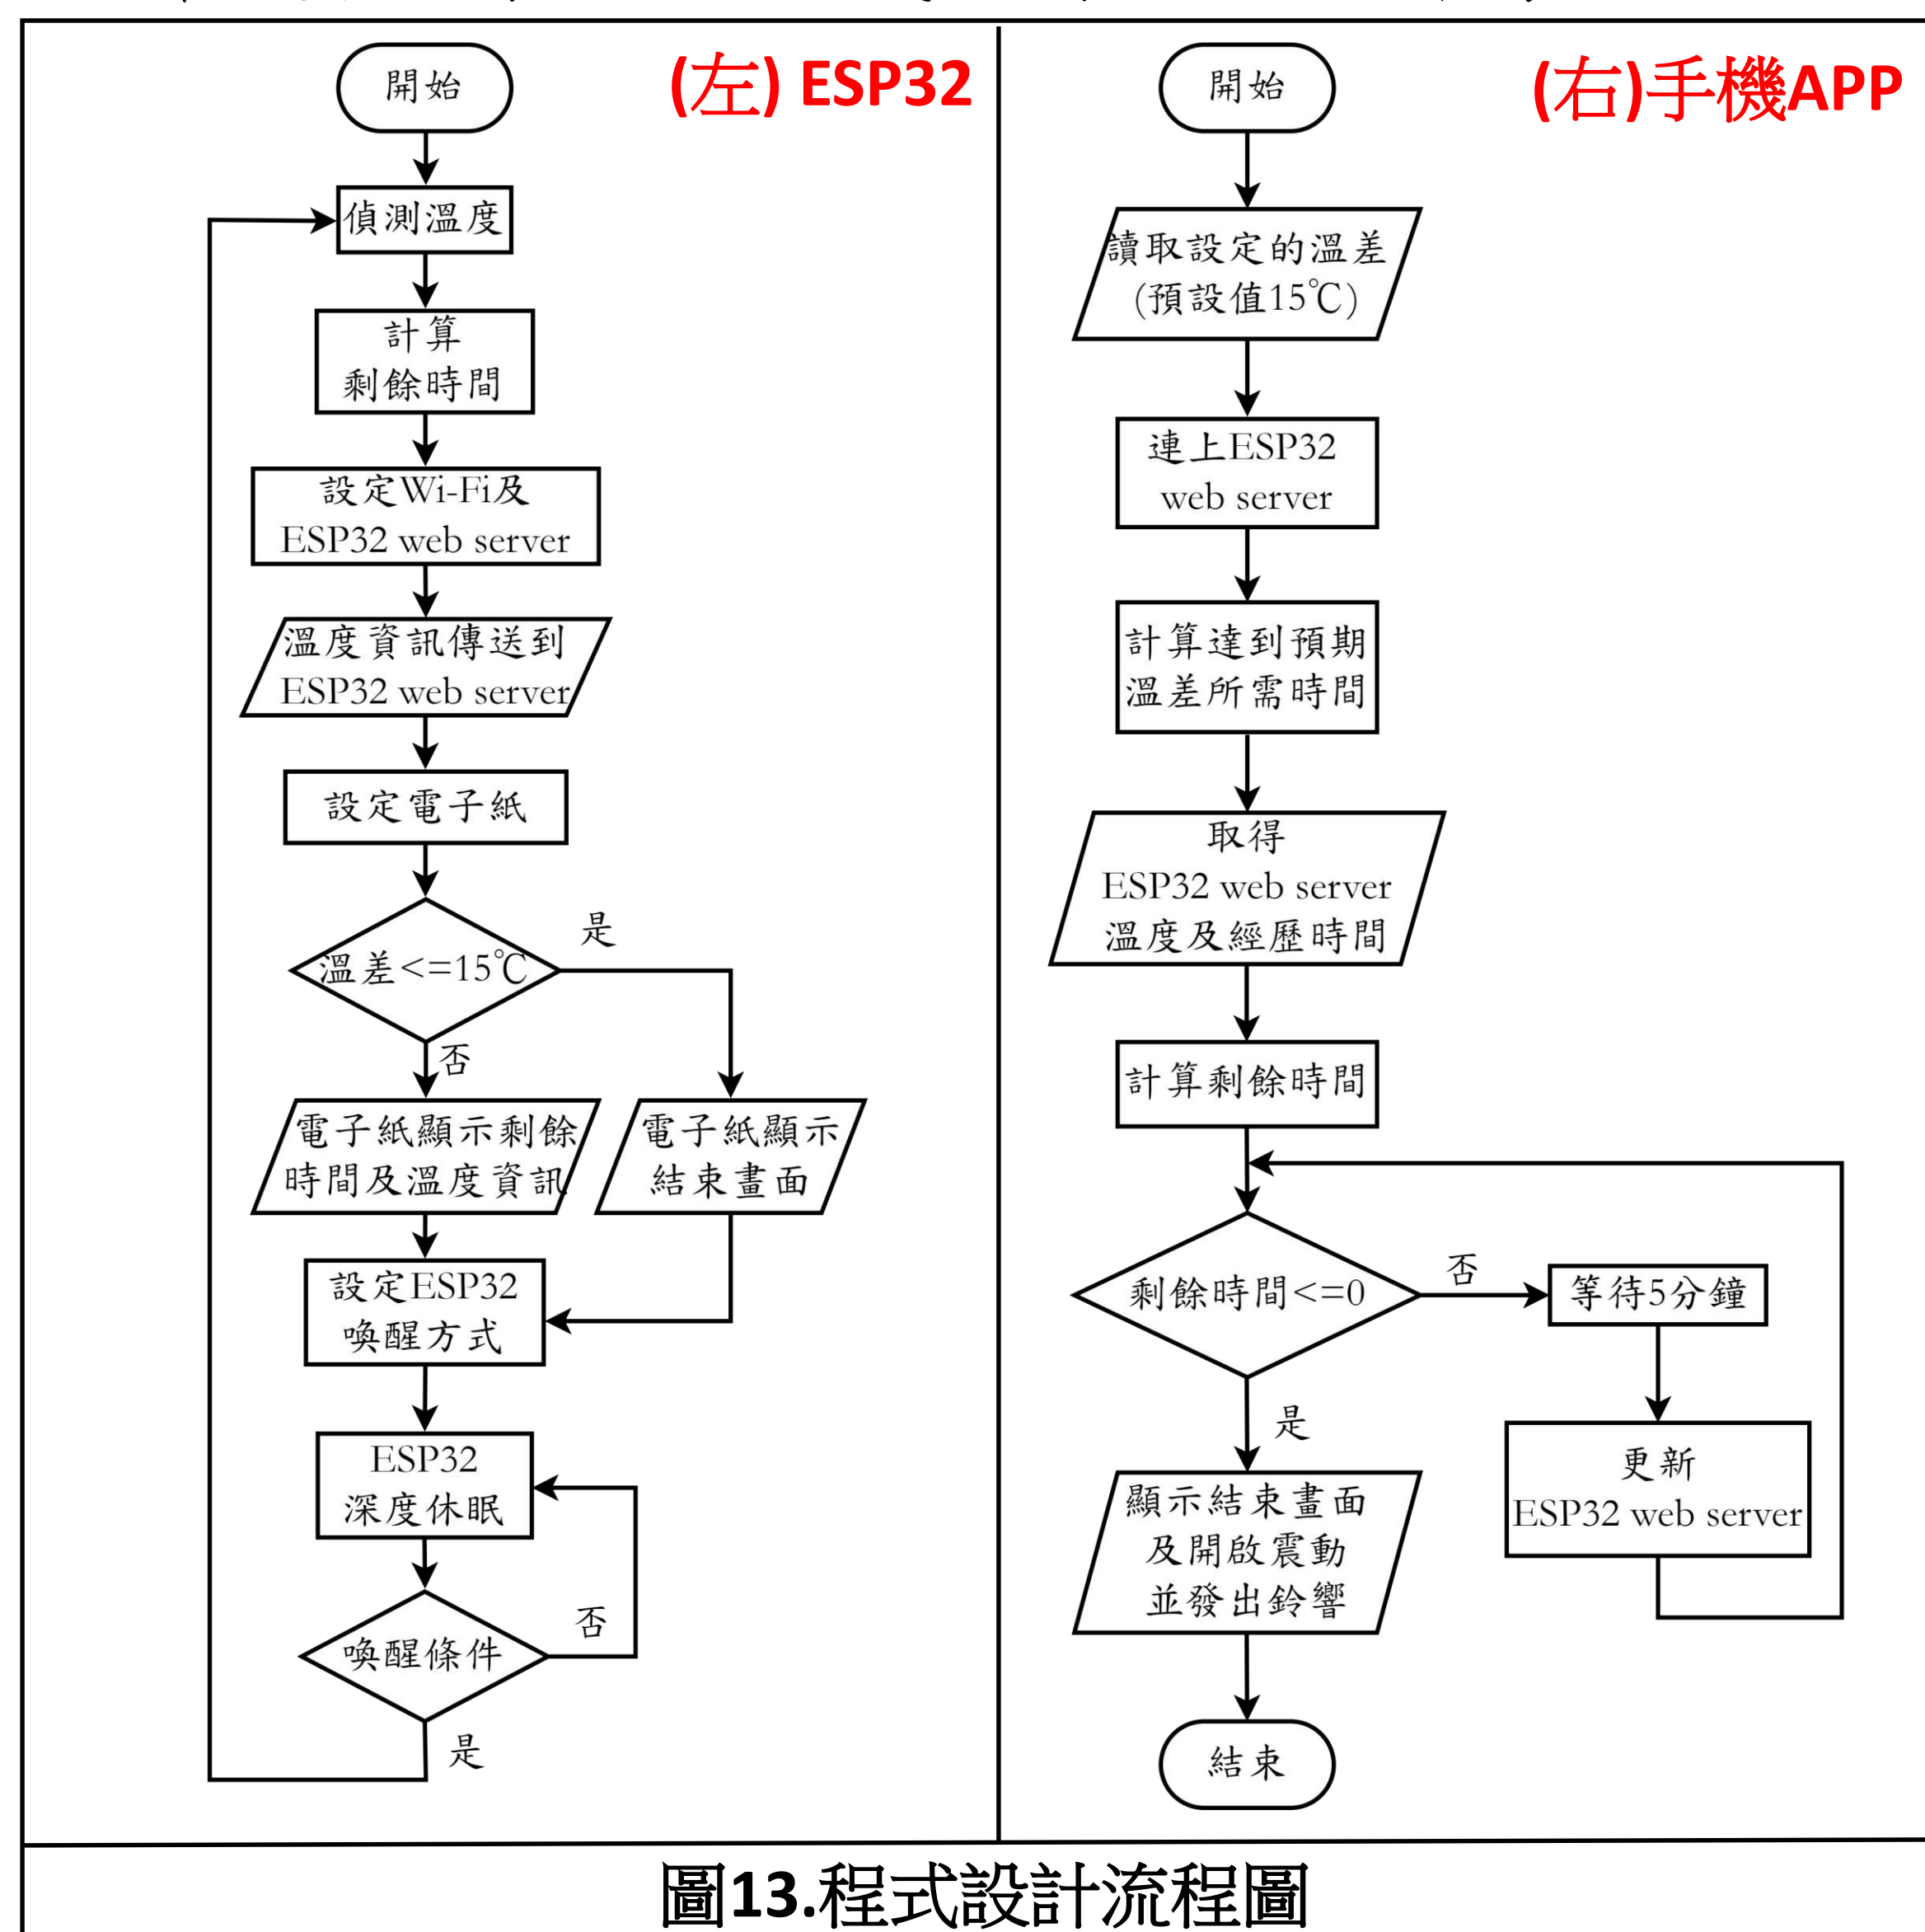 (左) ESP32
開始
偵測溫度
計算
剩餘時間
設定Wi-Fi及
ESP32 web server
溫度資訊傳送到
ESP32 web server
設定電子紙
溫差<=15℃
是
否
電子紙顯示剩餘
時間及溫度資訊
電子紙顯示
結束畫面
設定ESP32
喚醒方式
ESP32
深度休眠
喚醒條件
否
是
(右)手機APP
開始
讀取設定的溫差
(預設值15℃)
連上ESP32
web server
計算達到預期
溫差所需時間
取得
ESP32 web server
溫度及經歷時間
計算剩餘時間
剩餘時間<=0
否
等待5分鐘
更新
ESP32 web server
是
顯示結束畫面
及開啟震動
並發出鈴響
結束
圖13.程式設計流程圖